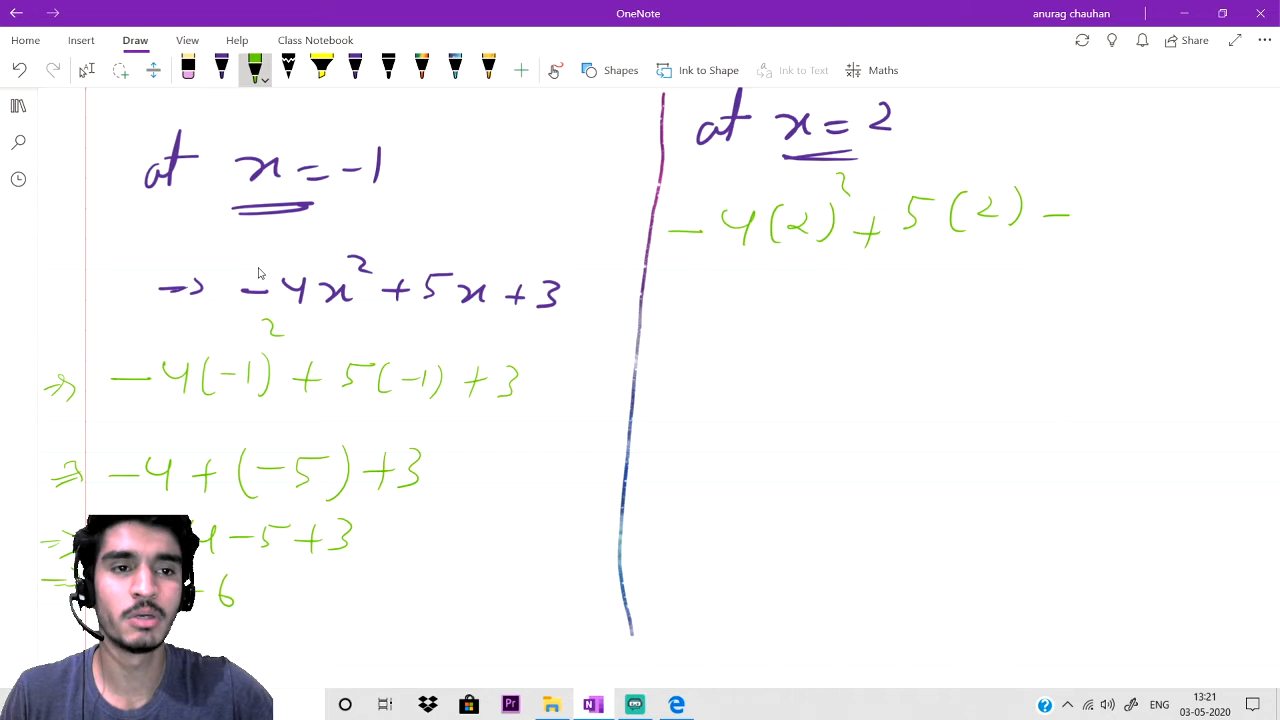 OneNote
anurag chauhan
Home Insert Draw View Help Class Notebook
Share
Shapes Ink to Shape Ink to Text Maths
at x = -1
⇒ -4x² + 5x + 3
⇒ -4(-1)² + 5(-1) + 3
⇒ -4 + (-5) + 3
⇒ 4 - 5 + 3
- 6
at x = 2
- 4(2)² + 5(2) -
Pr
N
ENG
13:21
03-05-2020